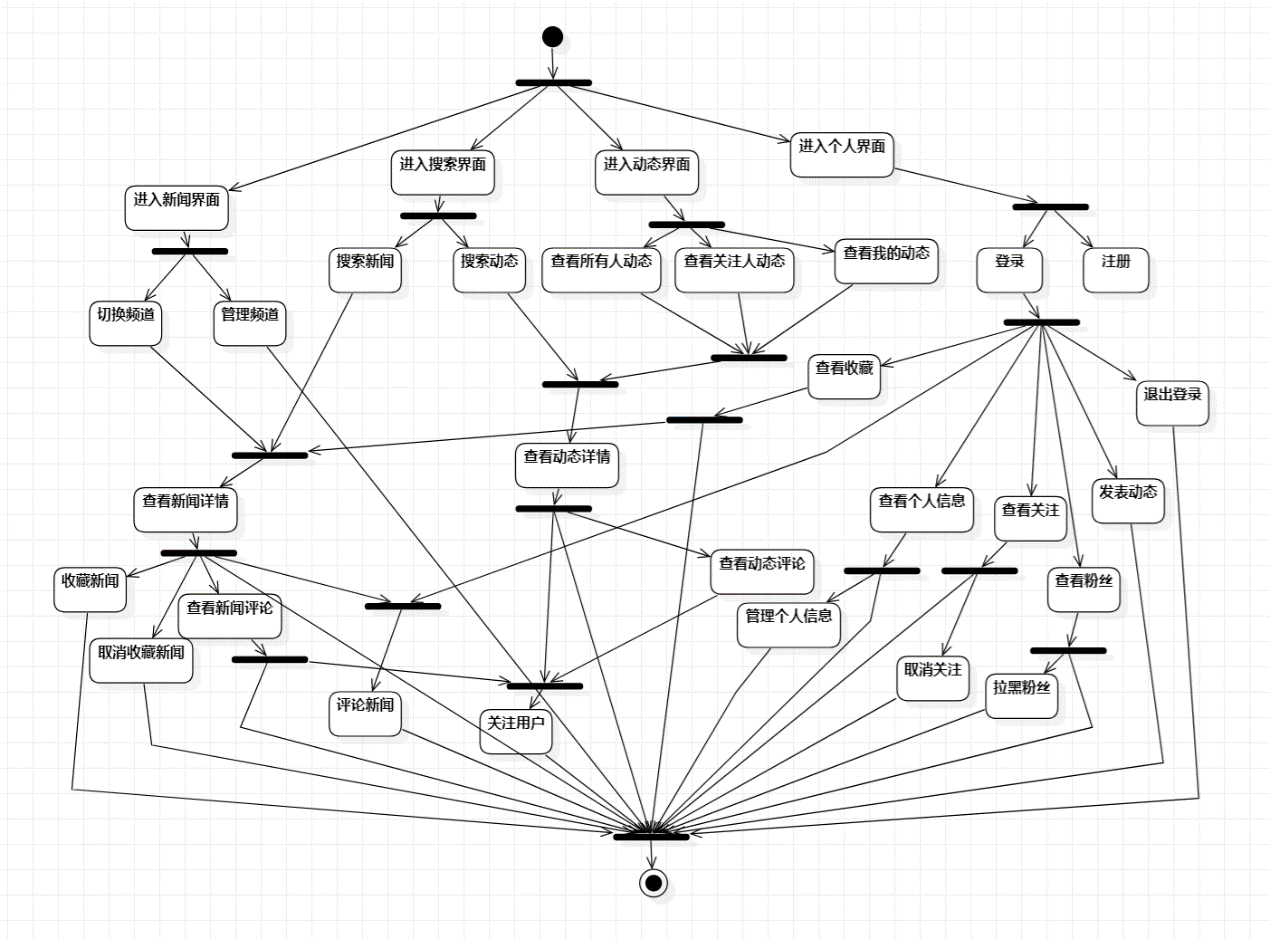 进入个人界面
进入搜索界面
进入动态界面
进入新闻界面
搜索新闻
搜索动态
查看所有人动态
查看关注人动态
查看我的动态
登录
注册
切换频道
管理频道
查看收藏
退出登录
查看动态详情
查看新闻详情
查看个人信息
查看关注
发表动态
查看动态评论
收藏新闻
查看粉丝
查看新闻评论
管理个人信息
取消收藏新闻
取消关注
拉黑粉丝
评论新闻
关注用户